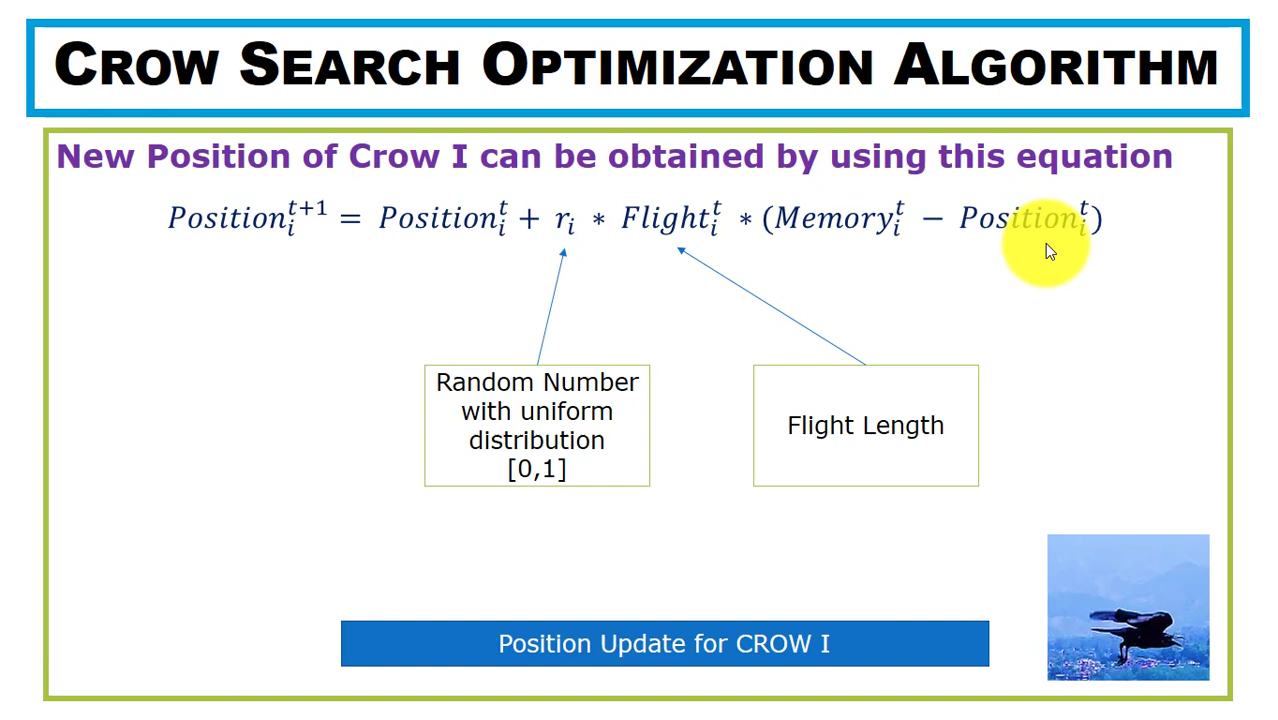 CROW SEARCH OPTIMIZATION ALGORITHM
New Position of Crow I can be obtained by using this equation
Position_i^{t+1} = Position_i^t + r_i * Flight_i^t * (Memory_i^t − Position_i^t)
Random Number
with uniform
distribution
[0,1]
Flight Length
Position Update for CROW I